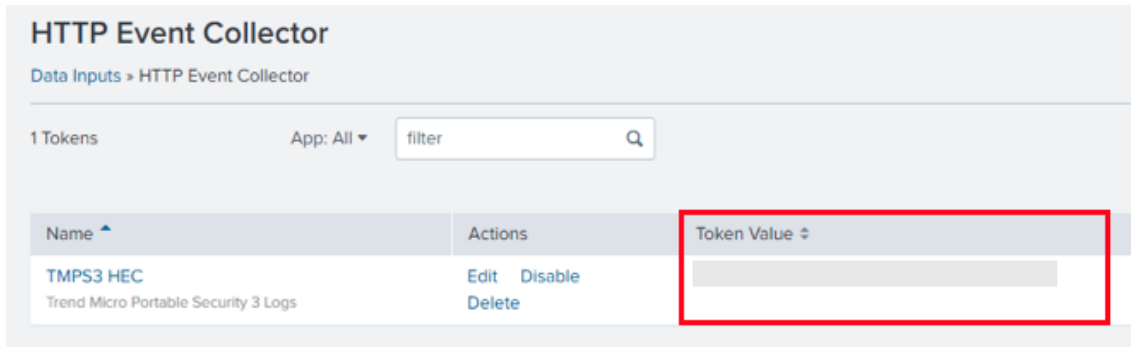 HTTP Event Collector
Data Inputs » HTTP Event Collector
1 Tokens App: All ▾ filter
Name Actions Token Value
TMPS3 HEC Edit Disable
Trend Micro Portable Security 3 Logs Delete